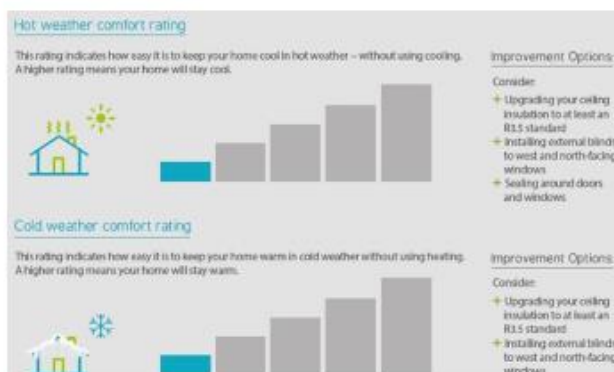 Hot weather comfort rating
This rating indicates how easy it is to keep your home cool in hot weather – without using cooling.
A higher rating means your home will stay cool.
Improvement Options
Consider:
+ Upgrading your ceiling
insulation to at least an
R3.5 standard
+ Installing external blinds
to west and north-facing
windows
+ Sealing around doors
and windows
Cold weather comfort rating
This rating indicates how easy it is to keep your home warm in cold weather without using heating.
A higher rating means your home will stay warm.
Improvement Options
Consider:
+ Upgrading your ceiling
insulation to at least an
R3.5 standard
+ Installing external blinds
to west and north-facing
windows